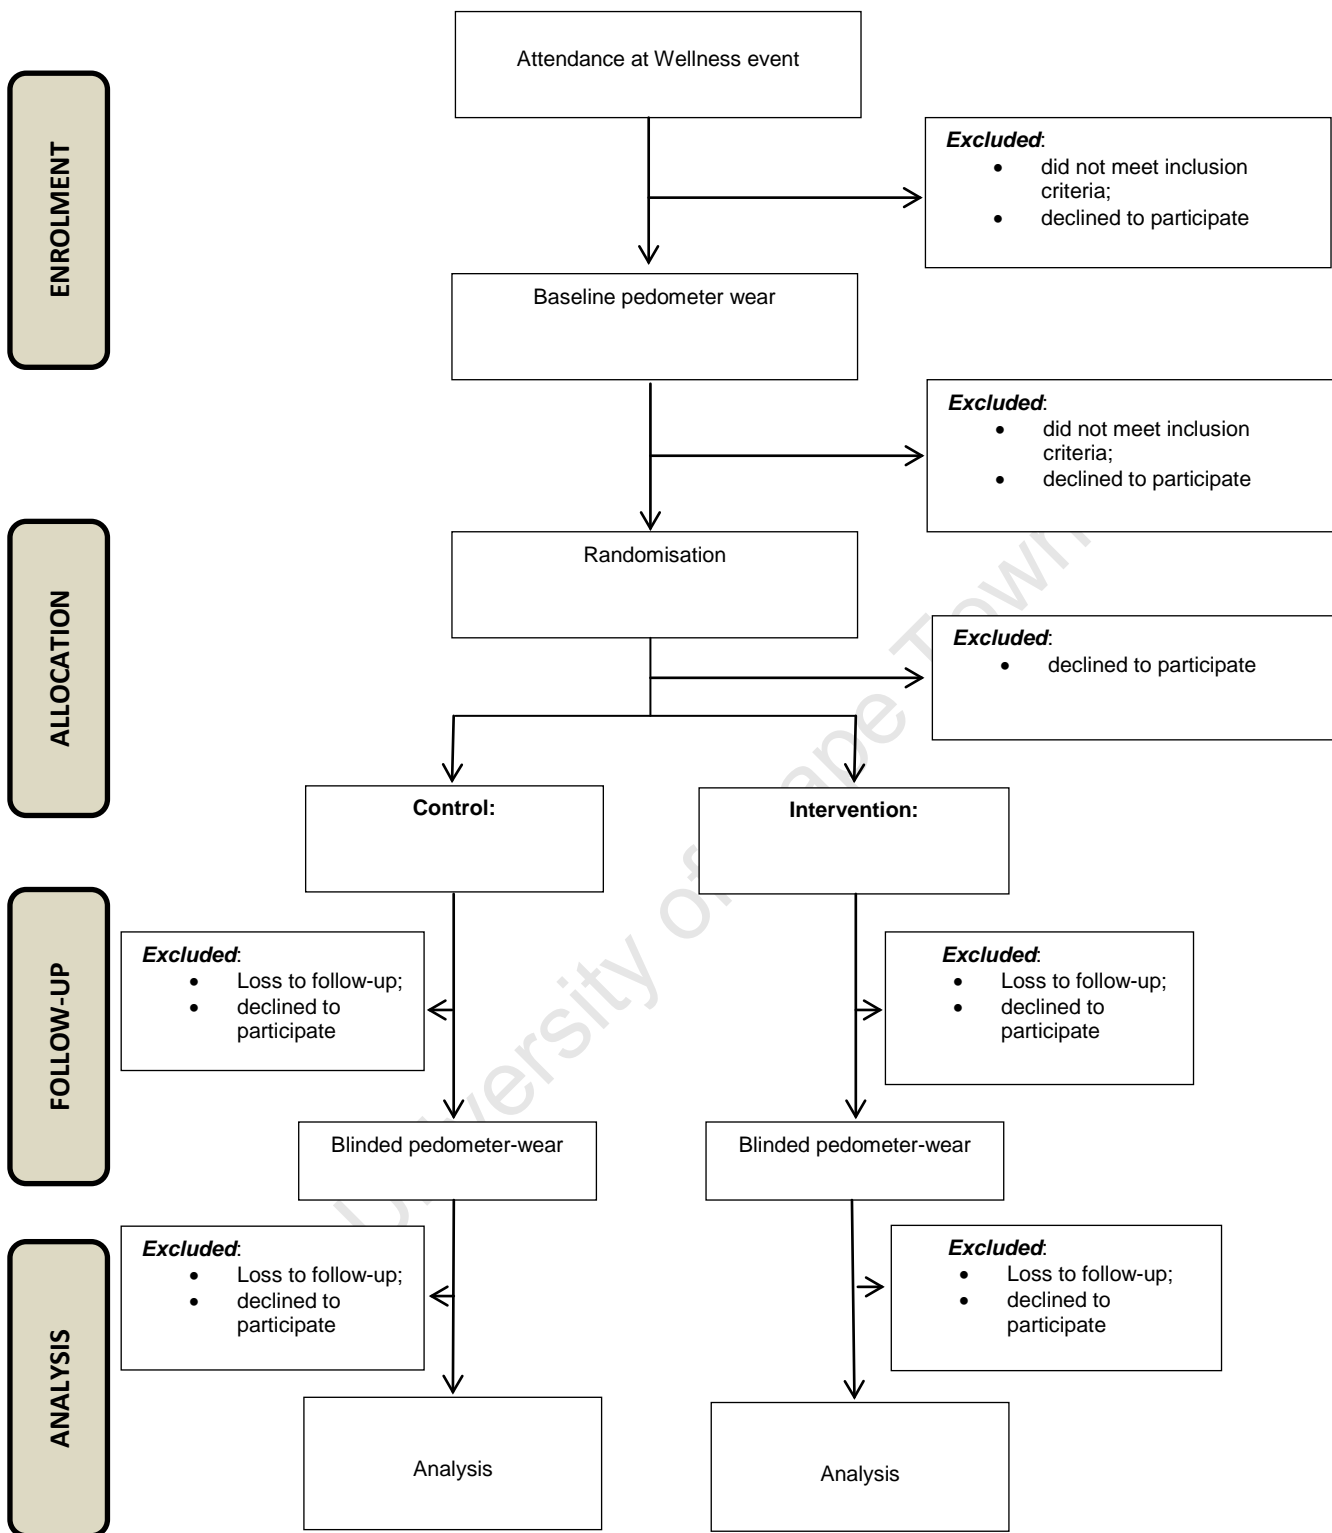 Attendance at Wellness event
ENROLMENT
Excluded:
• did not meet inclusion
criteria;
• declined to participate
Baseline pedometer wear
Excluded:
• did not meet inclusion
criteria;
• declined to participate
ALLOCATION
Randomisation
Excluded:
• declined to participate
Control:
Intervention:
FOLLOW-UP
Excluded:
• Loss to follow-up;
• declined to
participate
Excluded:
• Loss to follow-up;
• declined to
participate
Blinded pedometer-wear
Blinded pedometer-wear
ANALYSIS
Excluded:
• Loss to follow-up;
• declined to
participate
Excluded:
• Loss to follow-up;
• declined to
participate
Analysis
Analysis
University of Cape Town